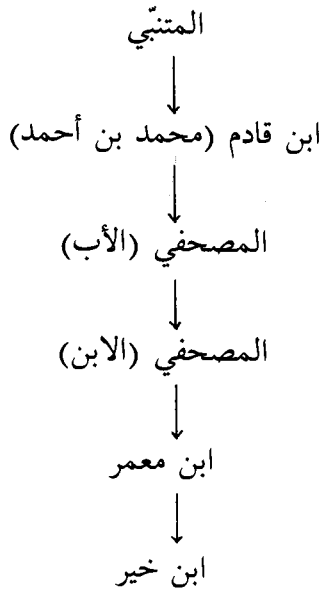 المتنبّي
ابن قادم (محمد بن أحمد)
المصحفي (الأب)
المصحفي (الابن)
ابن معمر
ابن خير